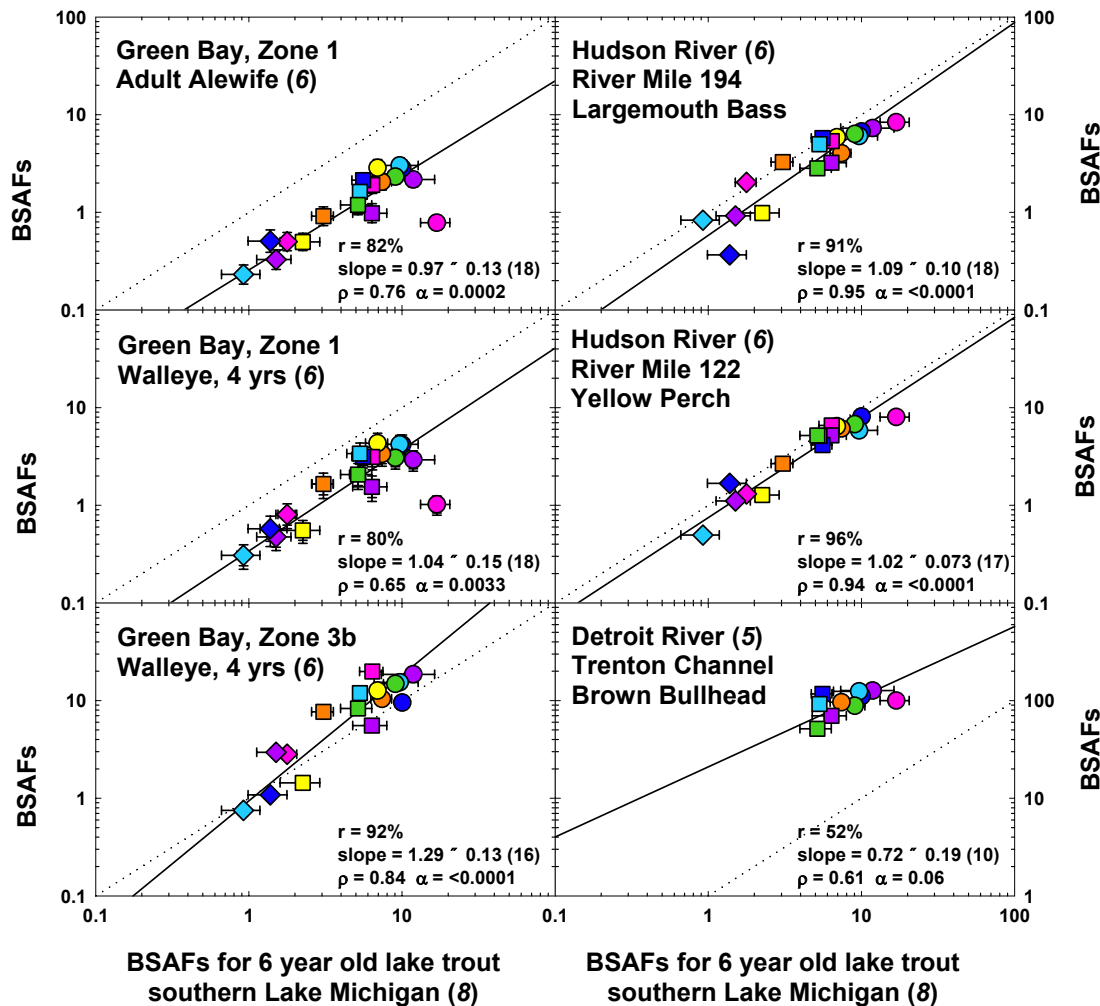 100
Green Bay, Zone 1
Adult Alewife (6)
Hudson River (6)
River Mile 194
Largemouth Bass
10
10
BSAFs
BSAFs
1
1
r = 82%
slope = 0.97 ˝ 0.13 (18)
ρ = 0.76 α = 0.0002
r = 91%
slope = 1.09 ˝ 0.10 (18)
ρ = 0.95 α = <0.0001
0.1
0.1
100
Green Bay, Zone 1
Walleye, 4 yrs (6)
Hudson River (6)
River Mile 122
Yellow Perch
10
10
BSAFs
BSAFs
1
1
r = 80%
slope = 1.04 ˝ 0.15 (18)
ρ = 0.65 α = 0.0033
r = 96%
slope = 1.02 ˝ 0.073 (17)
ρ = 0.94 α = <0.0001
0.1
0.1
Green Bay, Zone 3b
Walleye, 4 yrs (6)
Detroit River (5)
Trenton Channel
Brown Bullhead
10
100
BSAFs
BSAFs
1
10
r = 92%
slope = 1.29 ˝ 0.13 (16)
ρ = 0.84 α = <0.0001
r = 52%
slope = 0.72 ˝ 0.19 (10)
ρ = 0.61 α = 0.06
0.1
1
0.1 1 10 0.1 1 10 100
BSAFs for 6 year old lake trout
southern Lake Michigan (8)
BSAFs for 6 year old lake trout
southern Lake Michigan (8)